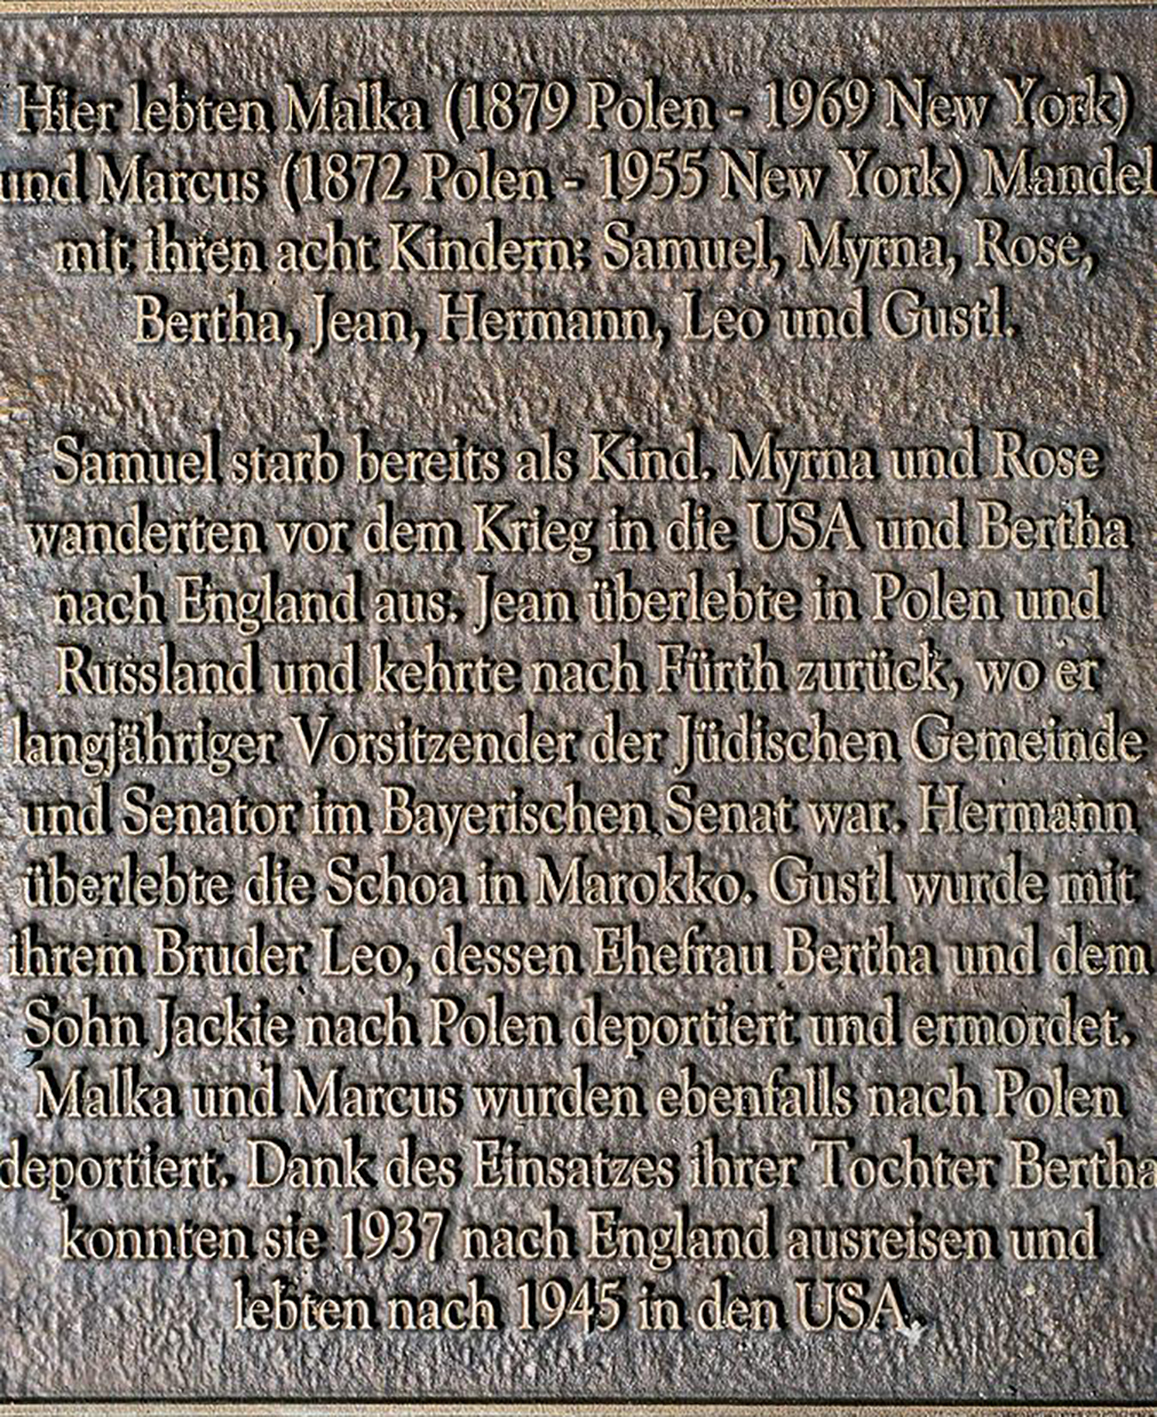 Hier lebten Malka (1879 Polen - 1969 New York)
und Marcus (1872 Polen - 1955 New York) Mandel
mit ihren acht Kindern: Samuel, Myrna, Rose,
Bertha, Jean, Hermann, Leo und Gustl.
Samuel starb bereits als Kind. Myrna und Rose
wanderten vor dem Krieg in die USA und Bertha
nach England aus. Jean überlebte in Polen und
Russland und kehrte nach Fürth zurück, wo er
langjähriger Vorsitzender der Jüdischen Gemeinde
und Senator im Bayerischen Senat war. Hermann
überlebte die Schoa in Marokko. Gustl wurde mit
ihrem Bruder Leo, dessen Ehefrau Bertha und dem
Sohn Jackie nach Polen deportiert und ermordet.
Malka und Marcus wurden ebenfalls nach Polen
deportiert. Dank des Einsatzes ihrer Tochter Bertha
konnten sie 1937 nach England ausreisen und
lebten nach 1945 in den USA.